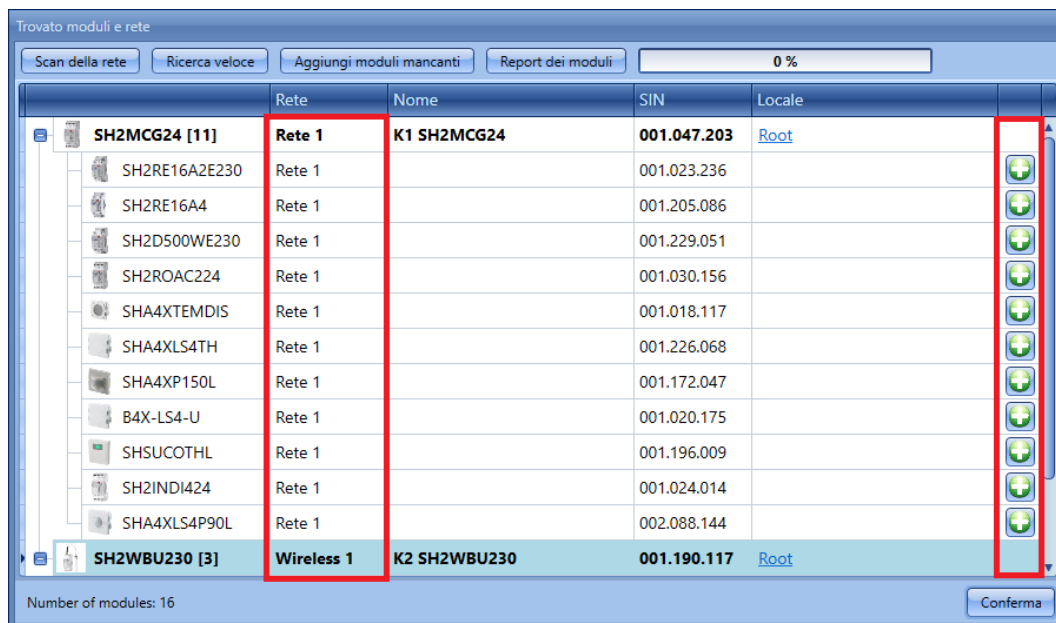 Trovato moduli e rete
Scan della rete Ricerca veloce Aggiungi moduli mancanti Report dei moduli 0 %
Rete Nome SIN Locale
SH2MCG24 [11] Rete 1 K1 SH2MCG24 001.047.203 Root
SH2RE16A2E230 Rete 1 001.023.236
SH2RE16A4 Rete 1 001.205.086
SH2D500WE230 Rete 1 001.229.051
SH2ROAC224 Rete 1 001.030.156
SHA4XTEMDIS Rete 1 001.018.117
SHA4XLS4TH Rete 1 001.226.068
SHA4XP150L Rete 1 001.172.047
B4X-LS4-U Rete 1 001.020.175
SHSUCOTHL Rete 1 001.196.009
SH2INDI424 Rete 1 001.024.014
SHA4XLS4P90L Rete 1 002.088.144
SH2WBU230 [3] Wireless 1 K2 SH2WBU230 001.190.117 Root
Number of modules: 16 Conferma